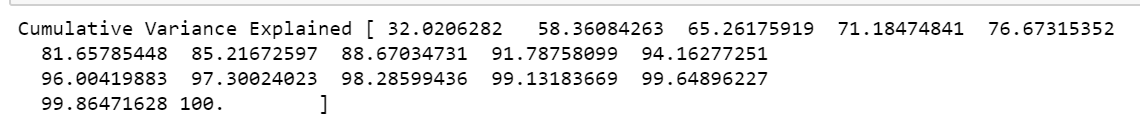 Cumulative Variance Explained [ 32.0206282   58.36084263  65.26175919  71.18474841  76.67315352
  81.65785448  85.21672597  88.67034731  91.78758099  94.16277251
  96.00419883  97.30024023  98.28599436  99.13183669  99.64896227
  99.86471628 100.        ]